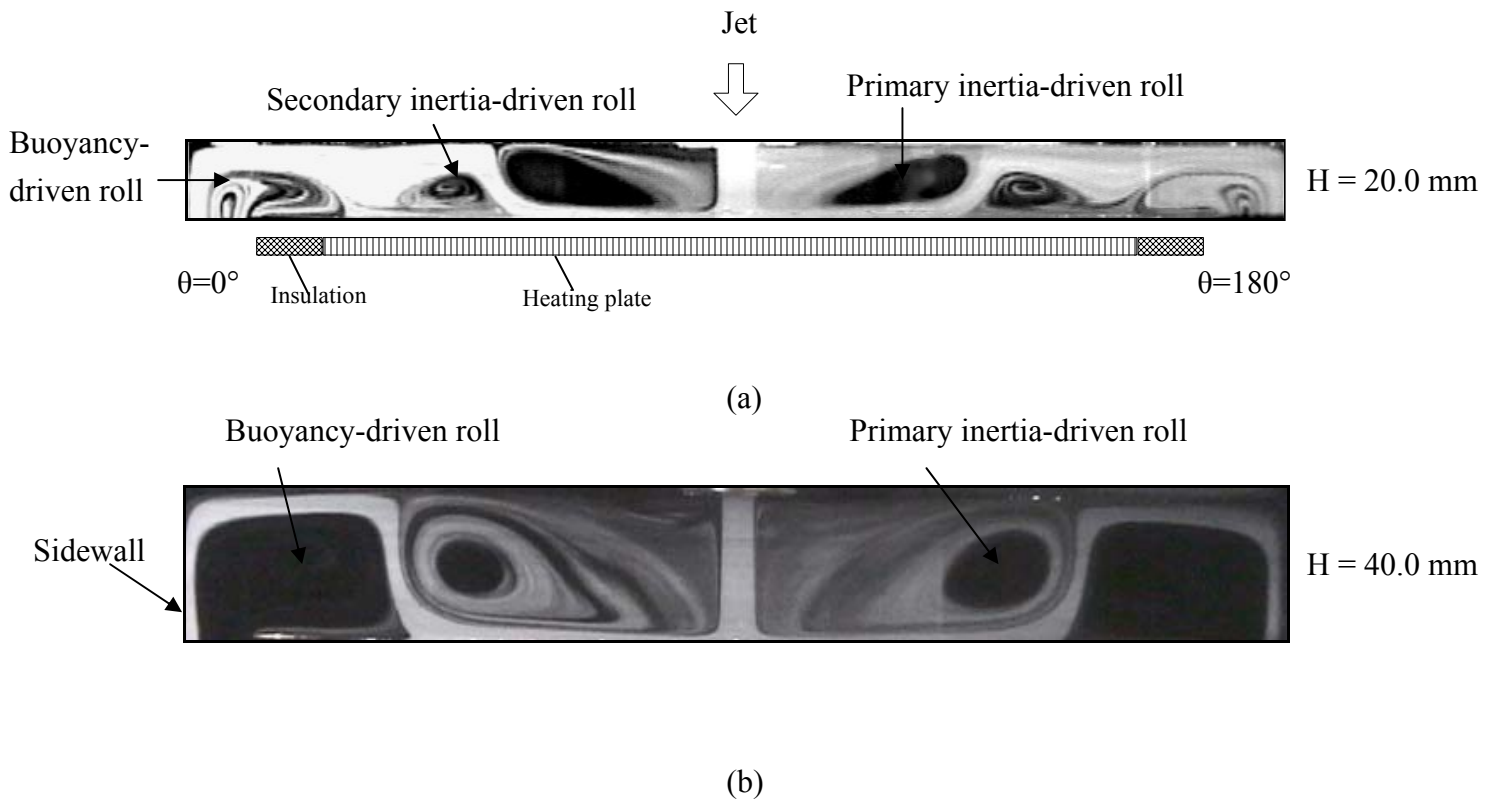 Jet
Secondary inertia-driven roll
Primary inertia-driven roll
Buoyancy-
driven roll
H = 20.0 mm
θ=0°
Insulation
Heating plate
θ=180°
(a)
Buoyancy-driven roll
Primary inertia-driven roll
Sidewall
H = 40.0 mm
(b)